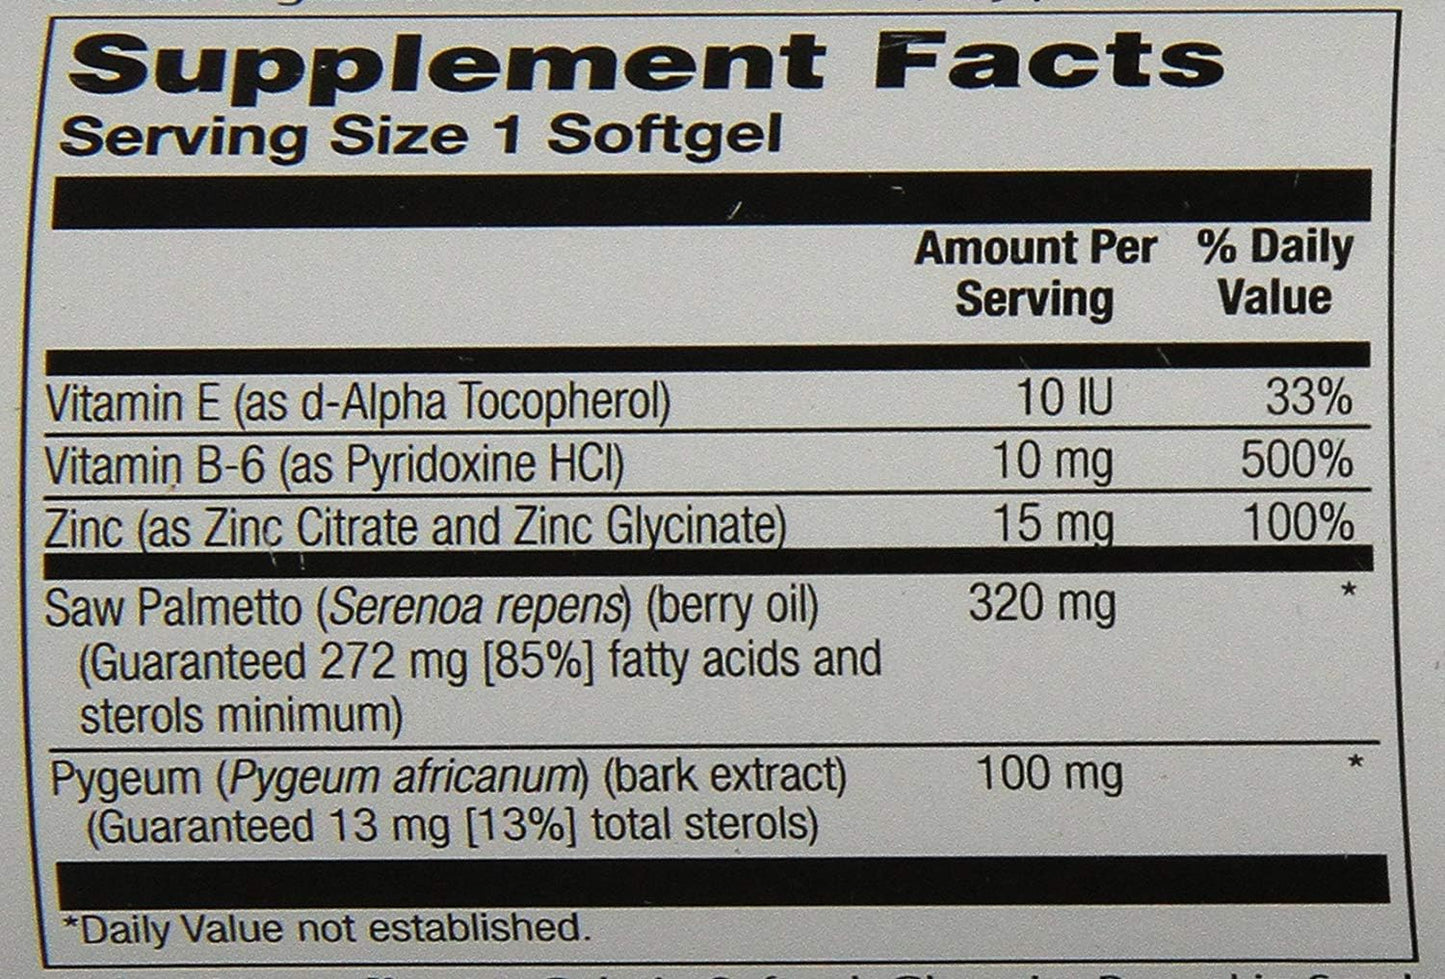 Supplement Facts
Serving Size 1 Softgel
Amount Per Serving % Daily Value
Vitamin E (as d-Alpha Tocopherol) 10 IU 33%
Vitamin B-6 (as Pyridoxine HCl) 10 mg 500%
Zinc (as Zinc Citrate and Zinc Glycinate) 15 mg 100%
Saw Palmetto (Serenoa repens) (berry oil) 320 mg *
(Guaranteed 272 mg [85%] fatty acids and
sterols minimum)
Pygeum (Pygeum africanum) (bark extract) 100 mg *
(Guaranteed 13 mg [13%] total sterols)
*Daily Value not established.